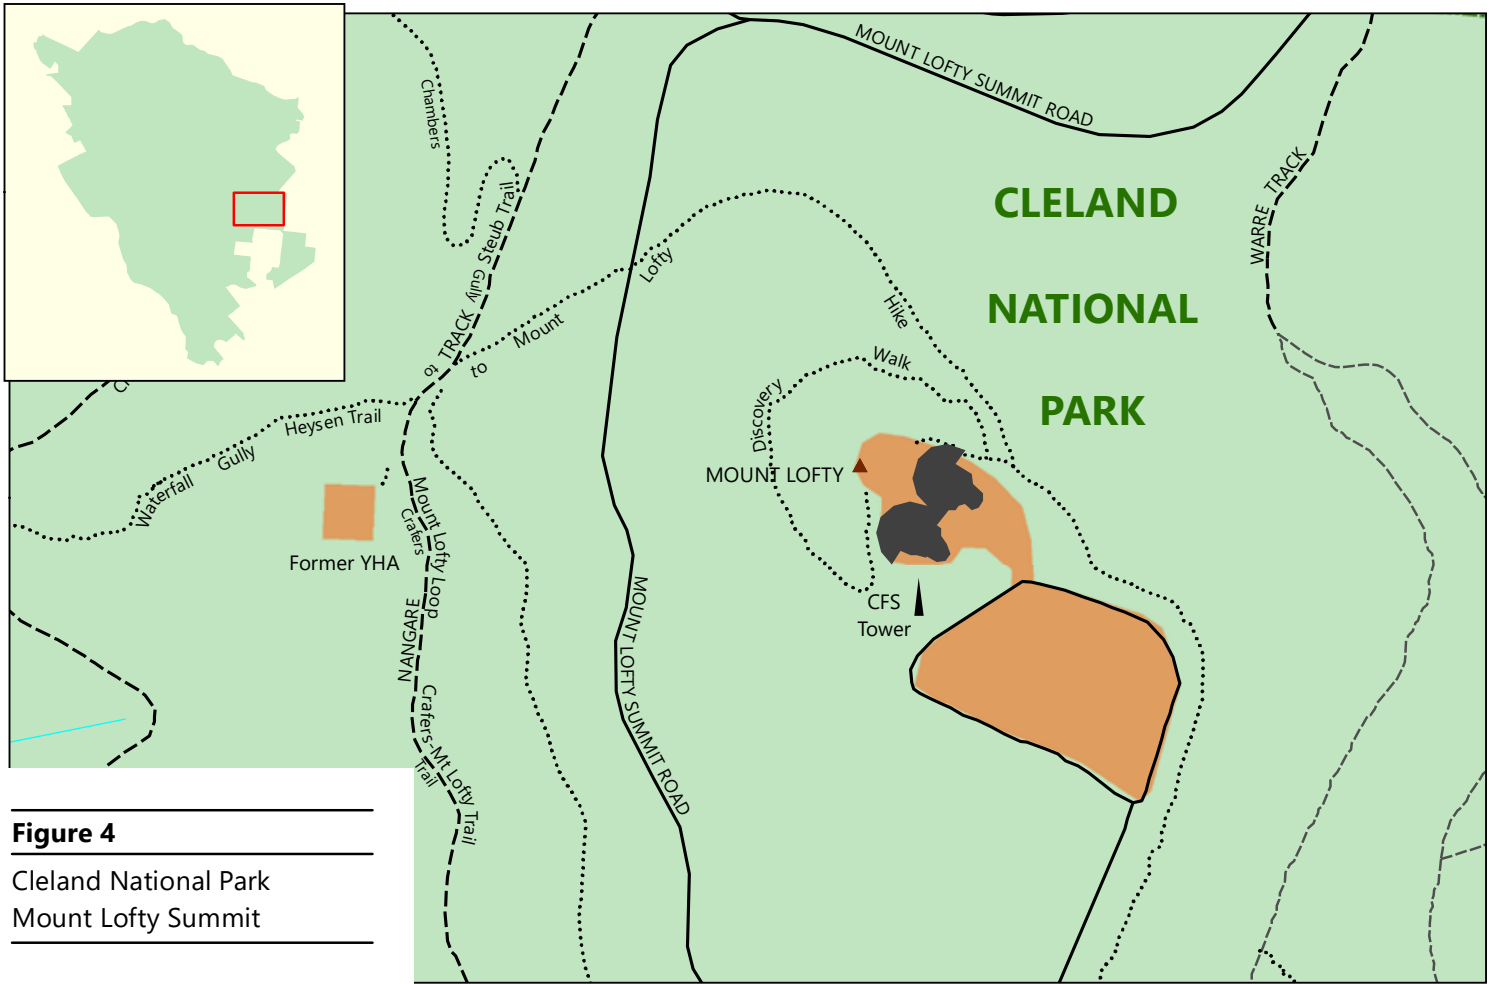 MOUNT LOFTY SUMMIT ROAD
Chambers
Gully Steub Trail
WARRE TRACK
CLELAND
NATIONAL
PARK
to TRACK
to Mount Lofty Hike
Discovery Walk
Waterfall Gully Heysen Trail
MOUNT LOFTY
Former YHA
Mount Lofty Loop
Crafers
NANGARE
CFS
Tower
MOUNT LOFTY SUMMIT ROAD
Crafers-Mt Lofty Trail
Trail
Figure 4
Cleland National Park
Mount Lofty Summit